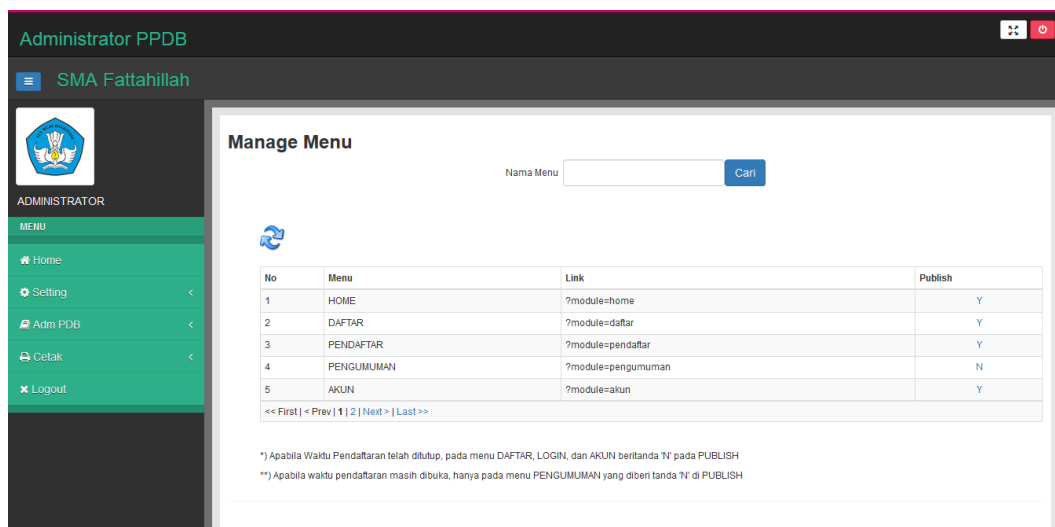 Administrator PPDB
SMA Fattahillah
ADMINISTRATOR
MENU
Home
Setting
Adm PDB
Cetak
Logout
Manage Menu
Nama Menu Cari
No Menu Link Publish
1 HOME ?module=home Y
2 DAFTAR ?module=daftar Y
3 PENDAFTAR ?module=pendaftar Y
4 PENGUMUMAN ?module=pengumuman N
5 AKUN ?module=akun Y
<< First | < Prev | 1 | 2 | Next > | Last >>
*) Apabila Waktu Pendaftaran telah ditutup, pada menu DAFTAR, LOGIN, dan AKUN beritanda 'N' pada PUBLISH
**) Apabila waktu pendaftaran masih dibuka, hanya pada menu PENGUMUMAN yang diberi tanda 'N' di PUBLISH